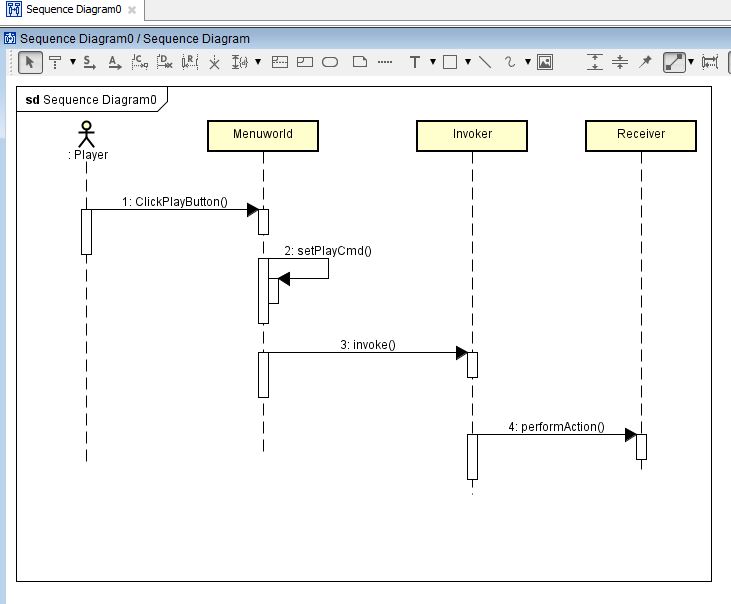 Sequence Diagram0
Sequence Diagram0 / Sequence Diagram
sd Sequence Diagram0
: Player
Menuworld
Invoker
Receiver
1: ClickPlayButton()
2: setPlayCmd()
3: invoke()
4: performAction()